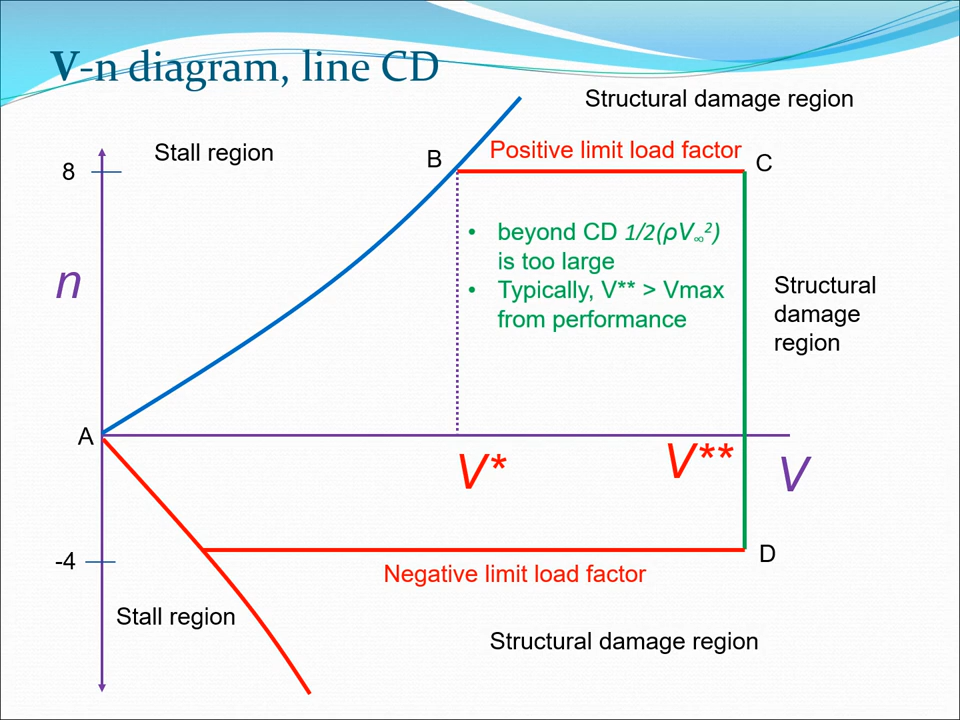 V-n diagram, line CD
Structural damage region
Stall region
B
Positive limit load factor
C
8
• beyond CD 1/2(ρV∞²)
is too large
• Typically, V** > Vmax
from performance
n
Structural
damage
region
A
V*
V**
V
-4
D
Negative limit load factor
Stall region
Structural damage region